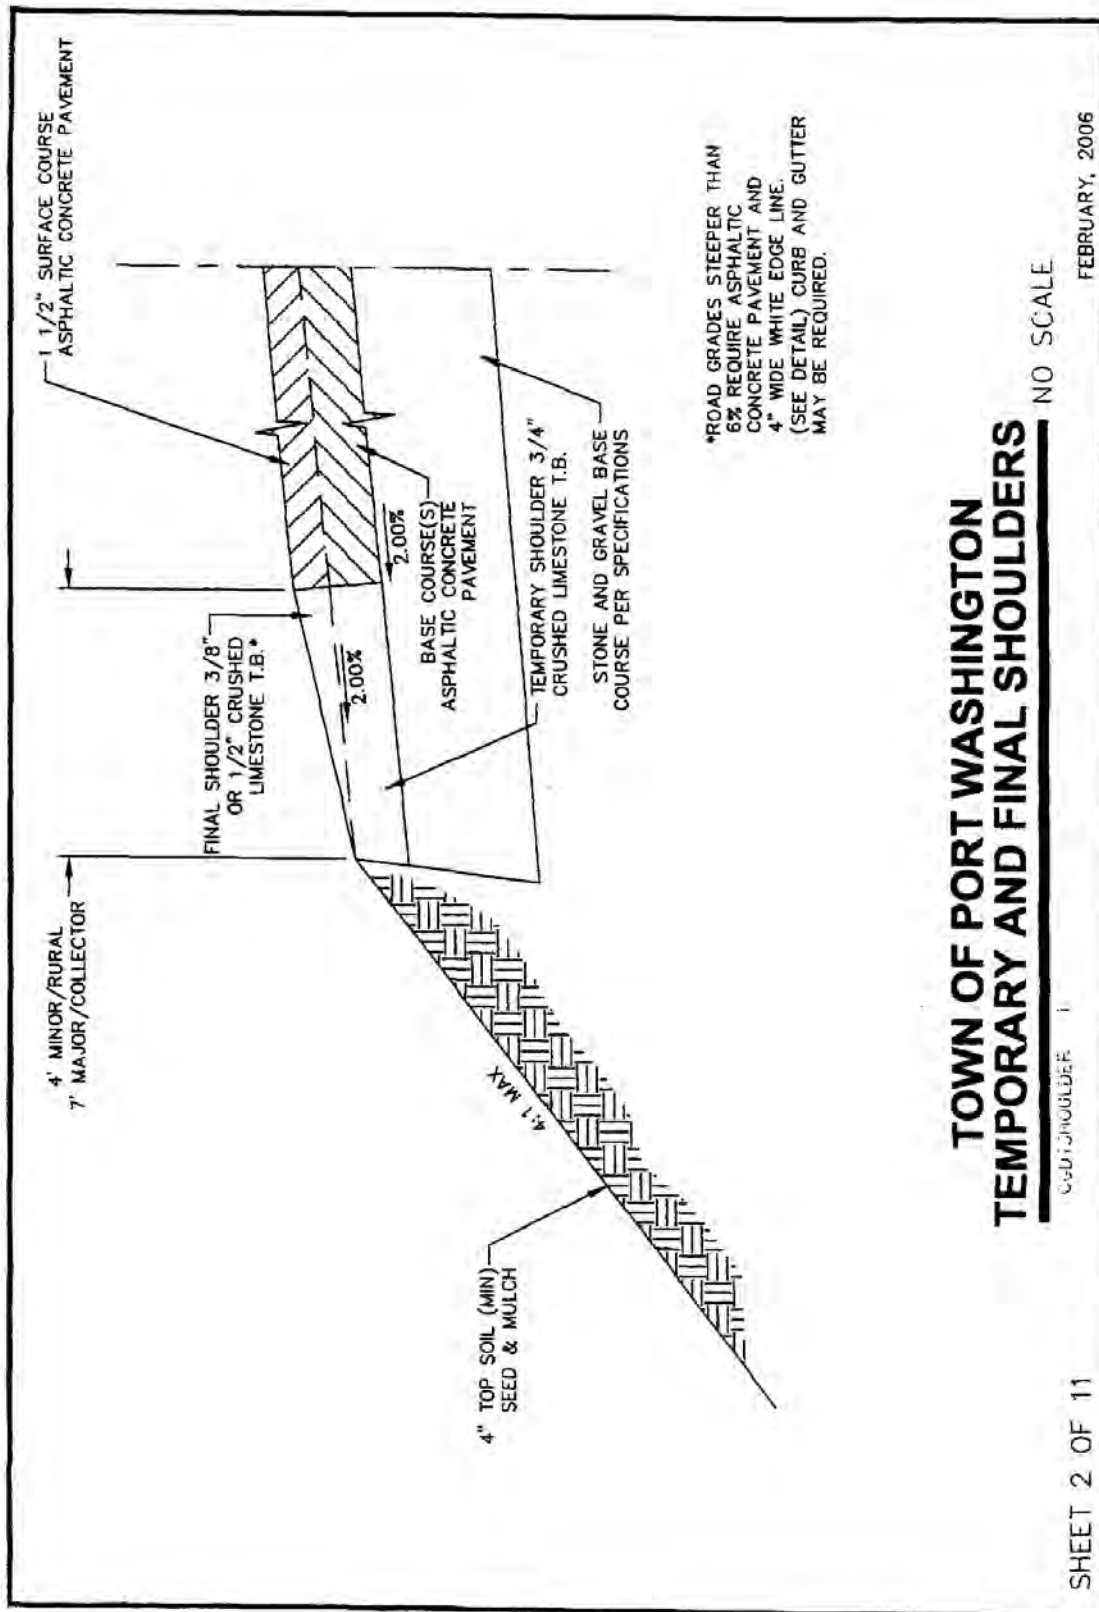 1 1/2" SURFACE COURSE
ASPHALTIC CONCRETE PAVEMENT
4' MINOR/RURAL
7' MAJOR/COLLECTOR
FINAL SHOULDER 3/8"
OR 1/2" CRUSHED
LIMESTONE T.B.*
2.00%
2.00%
BASE COURSE(S)
ASPHALTIC CONCRETE
PAVEMENT
TEMPORARY SHOULDER 3/4"
CRUSHED LIMESTONE T.B.
STONE AND GRAVEL BASE
COURSE PER SPECIFICATIONS
4:1 MAX
4" TOP SOIL (MIN)
SEED & MULCH
*ROAD GRADES STEEPER THAN
6% REQUIRE ASPHALTIC
CONCRETE PAVEMENT AND
4" WIDE WHITE EDGE LINE.
(SEE DETAIL) CURB AND GUTTER
MAY BE REQUIRED.
TOWN OF PORT WASHINGTON
TEMPORARY AND FINAL SHOULDERS
NO SCALE
SHEET 2 OF 11
FEBRUARY, 2006